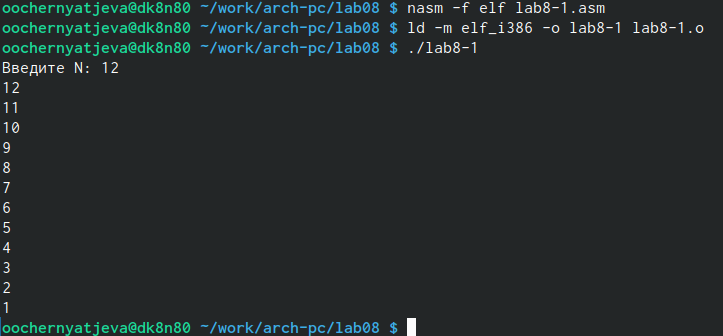 oochernyatjeva@dk8n80 ~/work/arch-pc/lab08 $ nasm -f elf lab8-1.asm
oochernyatjeva@dk8n80 ~/work/arch-pc/lab08 $ ld -m elf_i386 -o lab8-1 lab8-1.o
oochernyatjeva@dk8n80 ~/work/arch-pc/lab08 $ ./lab8-1
Введите N: 12
12
11
10
9
8
7
6
5
4
3
2
1
oochernyatjeva@dk8n80 ~/work/arch-pc/lab08 $